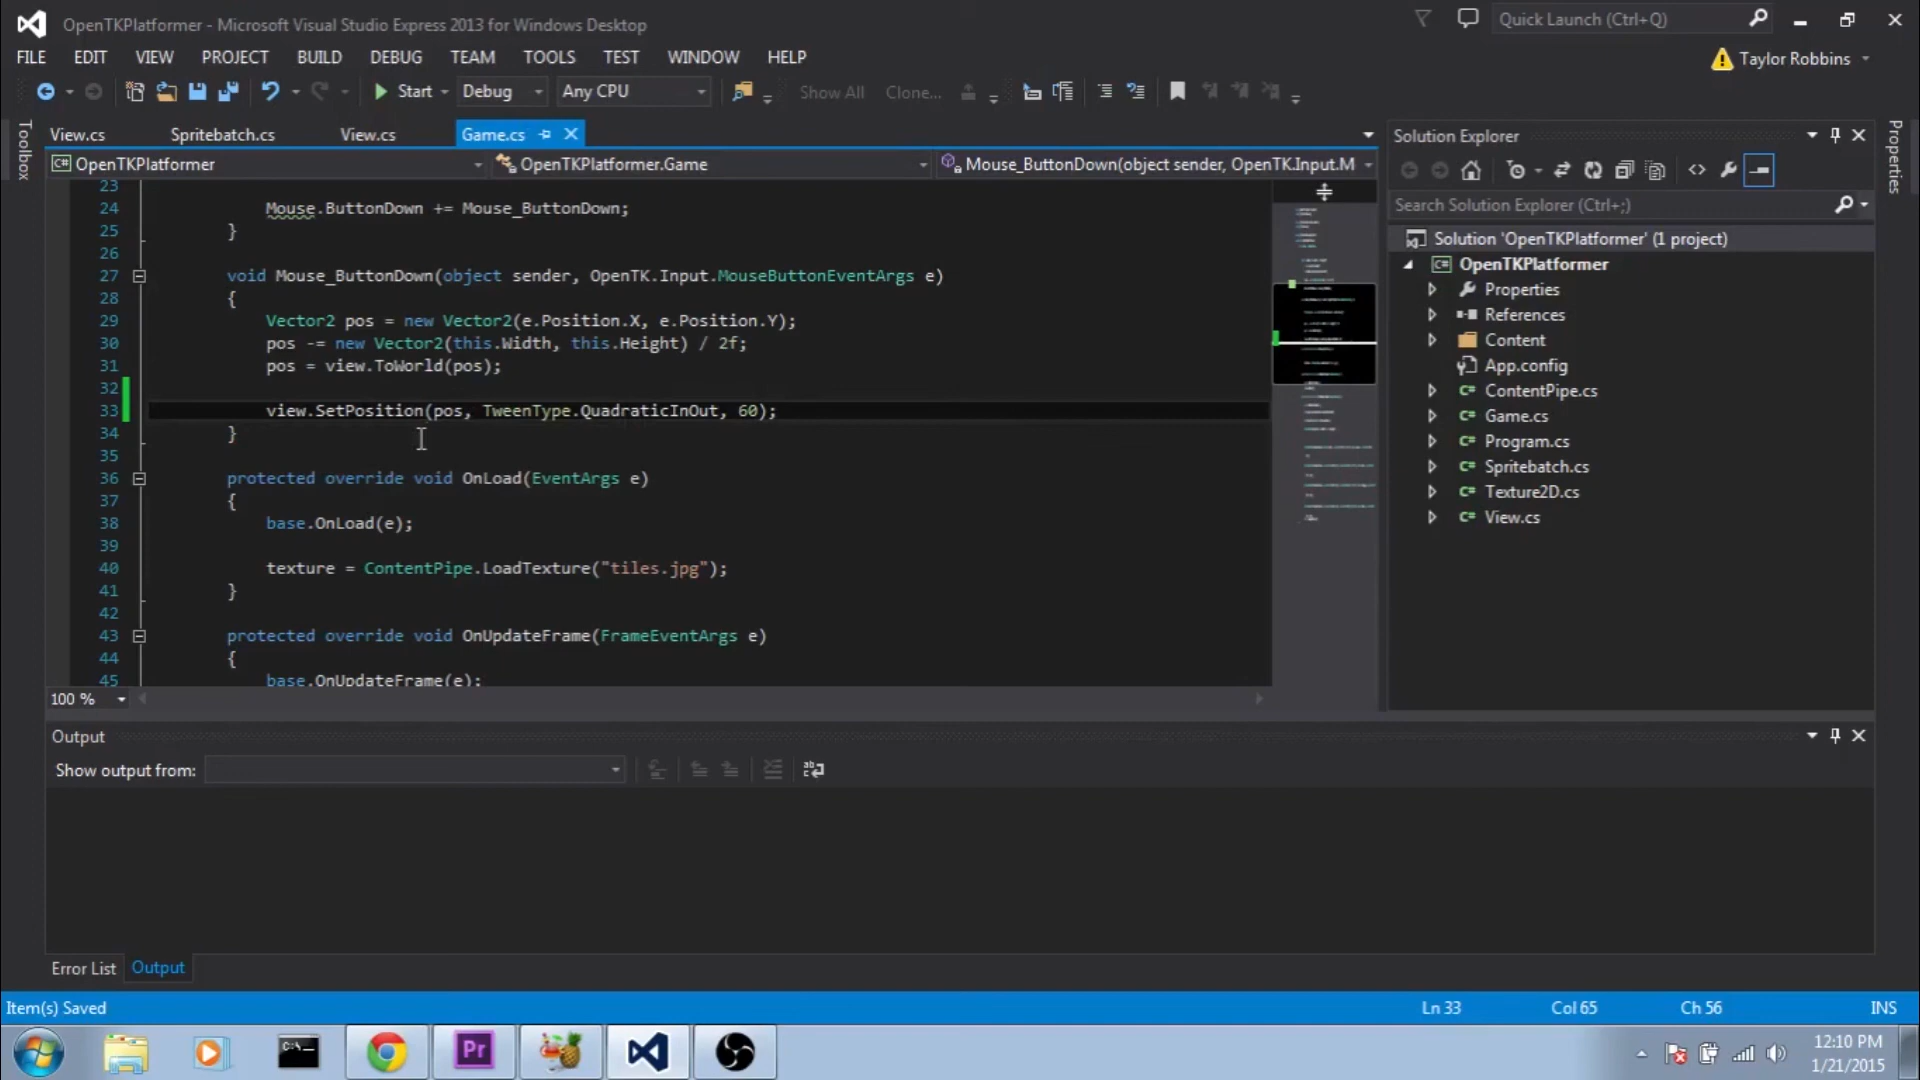 OpenTKPlatformer - Microsoft Visual Studio Express 2013 for Windows Desktop
Quick Launch (Ctrl+Q)
FILE EDIT VIEW PROJECT BUILD DEBUG TEAM TOOLS TEST WINDOW HELP
Taylor Robbins
Start Debug Any CPU Show All Clone...
Toolbox
View.cs Spritebatch.cs View.cs Game.cs
OpenTKPlatformer OpenTKPlatformer.Game Mouse_ButtonDown(object sender, OpenTK.Input.M
23
24 Mouse.ButtonDown += Mouse_ButtonDown;
25 }
26
27 void Mouse_ButtonDown(object sender, OpenTK.Input.MouseButtonEventArgs e)
28 {
29 Vector2 pos = new Vector2(e.Position.X, e.Position.Y);
30 pos -= new Vector2(this.Width, this.Height) / 2f;
31 pos = view.ToWorld(pos);
32
33 view.SetPosition(pos, TweenType.QuadraticInOut, 60);
34 }
35
36 protected override void OnLoad(EventArgs e)
37 {
38 base.OnLoad(e);
39
40 texture = ContentPipe.LoadTexture("tiles.jpg");
41 }
42
43 protected override void OnUpdateFrame(FrameEventArgs e)
44 {
45 base.OnUpdateFrame(e);
100 %
Solution Explorer
Search Solution Explorer (Ctrl+;)
Solution 'OpenTKPlatformer' (1 project)
C# OpenTKPlatformer
Properties
References
Content
App.config
C# ContentPipe.cs
C# Game.cs
C# Program.cs
C# Spritebatch.cs
C# Texture2D.cs
C# View.cs
Properties
Output
Show output from:
Error List Output
Item(s) Saved Ln 33 Col 65 Ch 56 INS
C:\
Pr
12:10 PM
1/21/2015